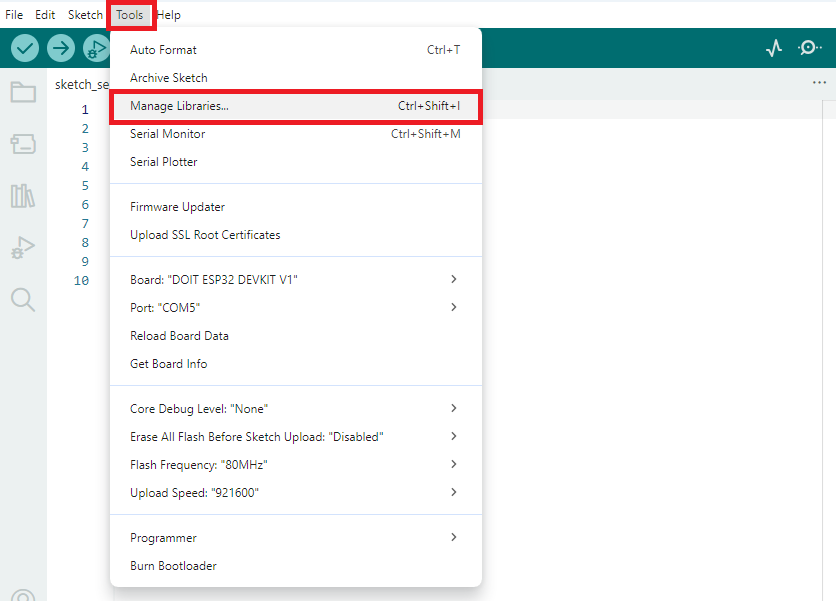 File Edit Sketch Tools Help
sketch_se
Auto Format Ctrl+T
Archive Sketch
Manage Libraries... Ctrl+Shift+I
Serial Monitor Ctrl+Shift+M
Serial Plotter
Firmware Updater
Upload SSL Root Certificates
Board: "DOIT ESP32 DEVKIT V1"
Port: "COM5"
Reload Board Data
Get Board Info
Core Debug Level: "None"
Erase All Flash Before Sketch Upload: "Disabled"
Flash Frequency: "80MHz"
Upload Speed: "921600"
Programmer
Burn Bootloader
1
2
3
4
5
6
7
8
9
10